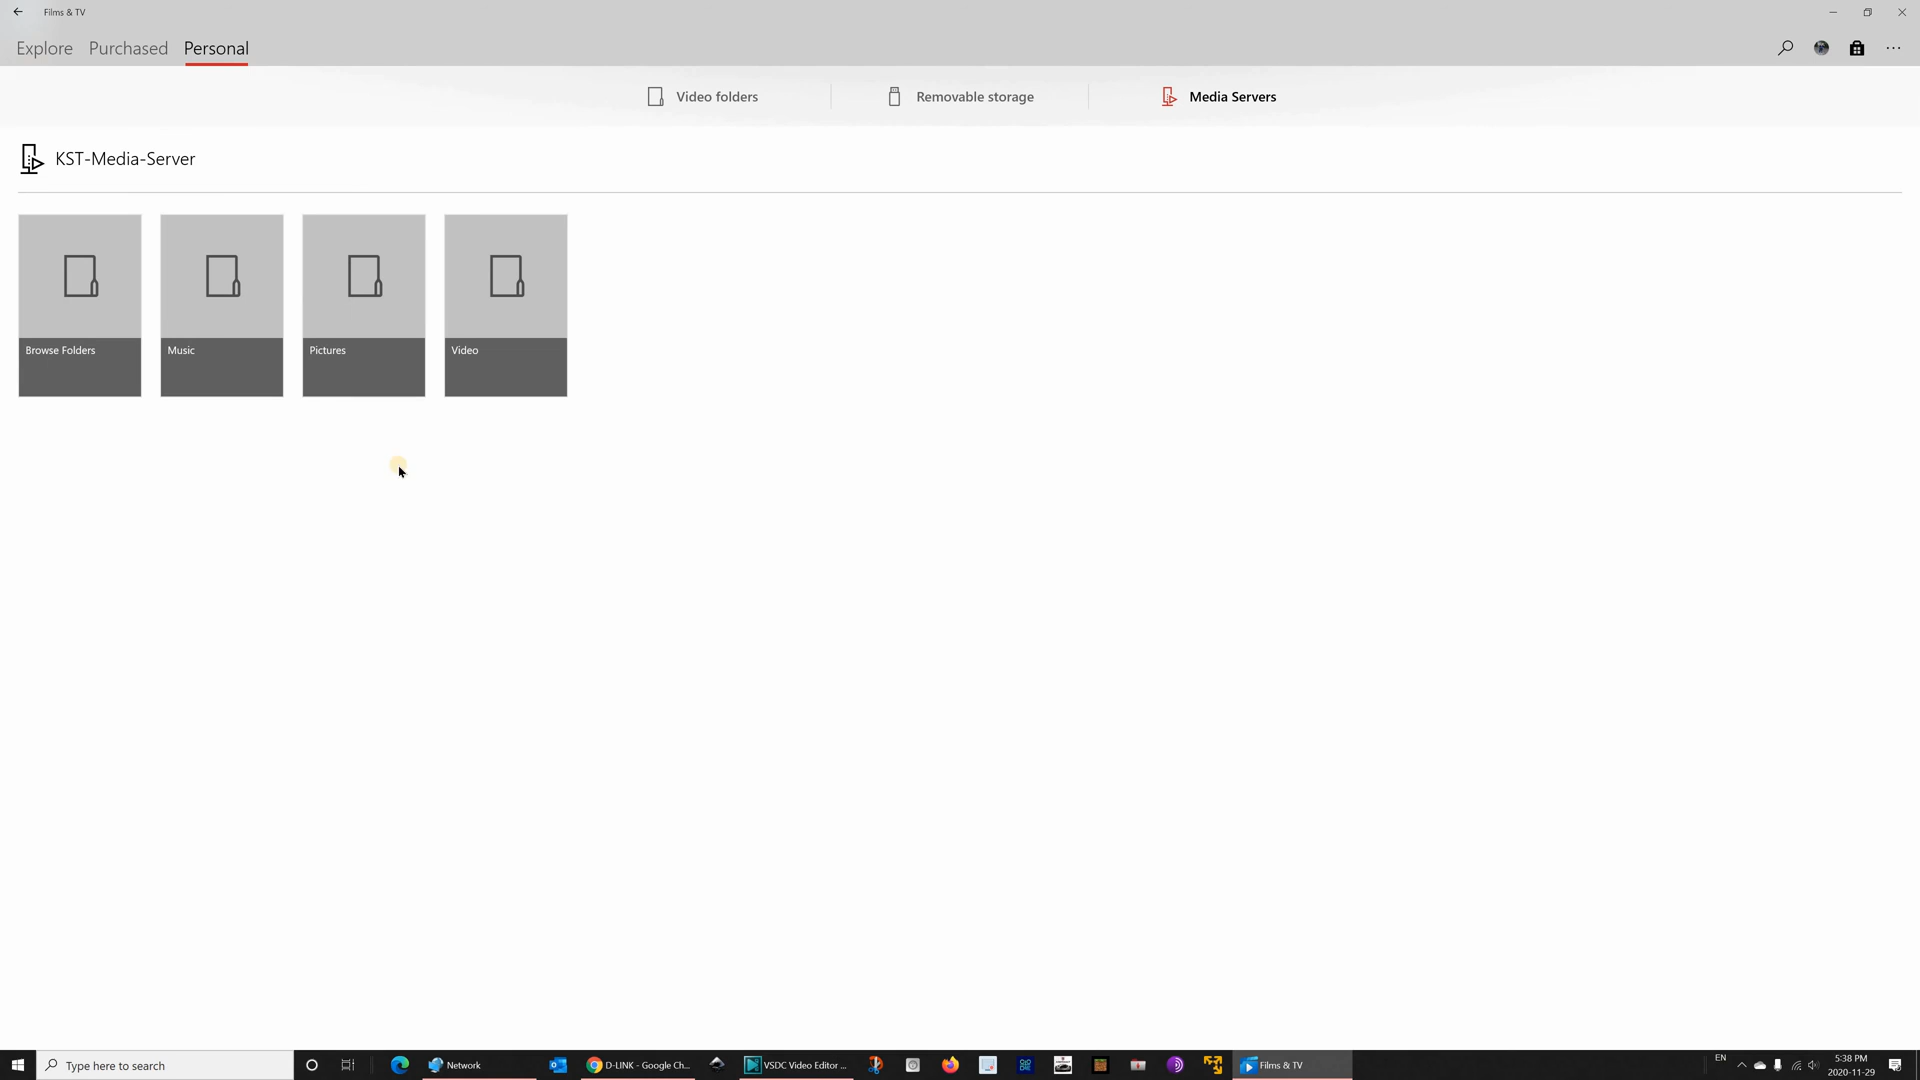 Films & TV
Explore Purchased Personal
Video folders Removable storage Media Servers
KST-Media-Server
Browse Folders Music Pictures Video
Type here to search Network D-LINK - Google Ch... VSDC Video Editor ... Films & TV EN
5:38 PM
2020-11-29